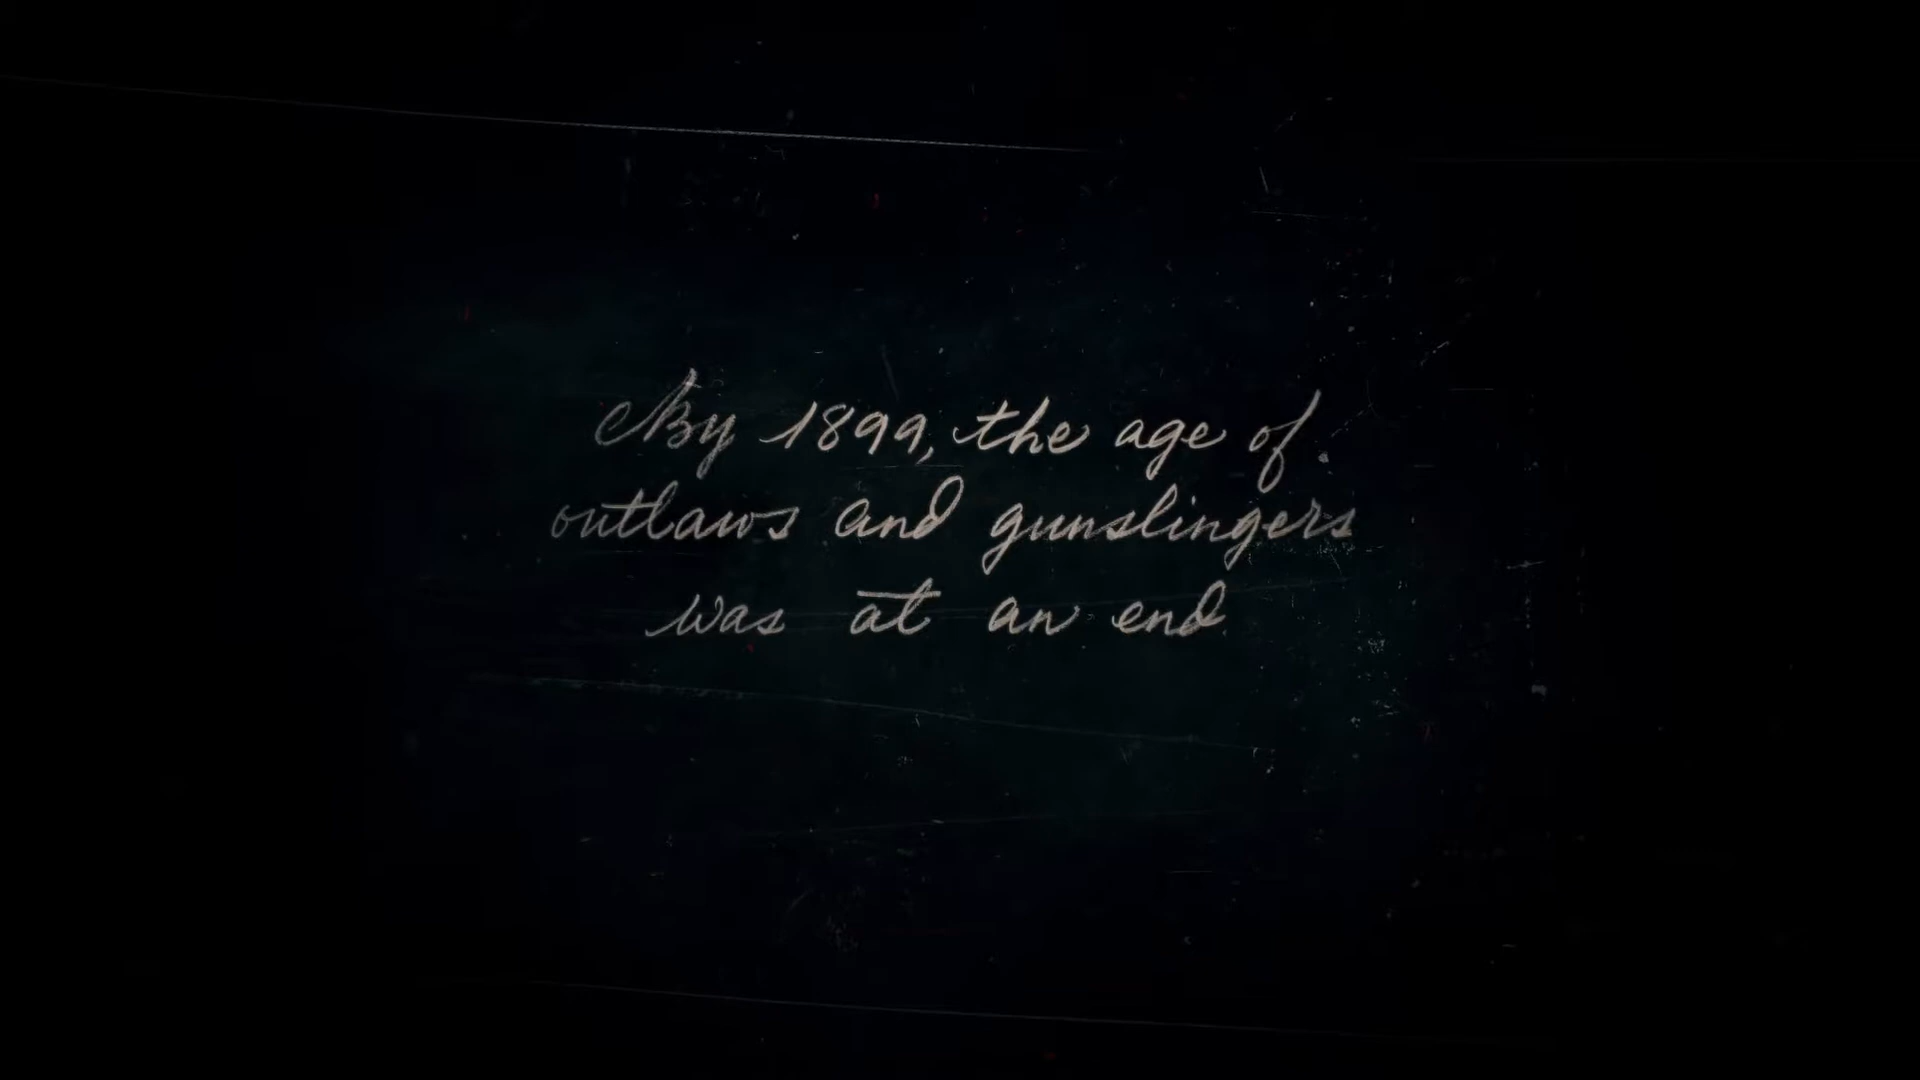 By 1899, the age of
outlaws and gunslingers
was at an end